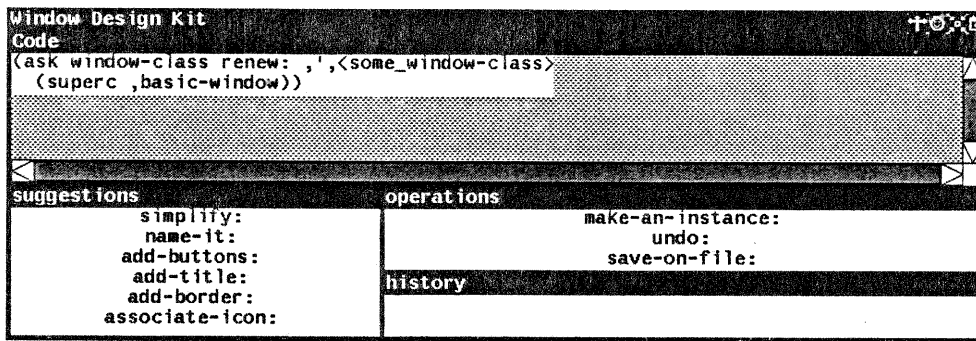 Window Design Kit
Code
(ask window-class renew: ,',<some_window-class>
(superc ,basic-window))
suggestions
simplify:
name-it:
add-buttons:
add-title:
add-border:
associate-icon:
operations
make-an-instance:
undo:
save-on-file:
history